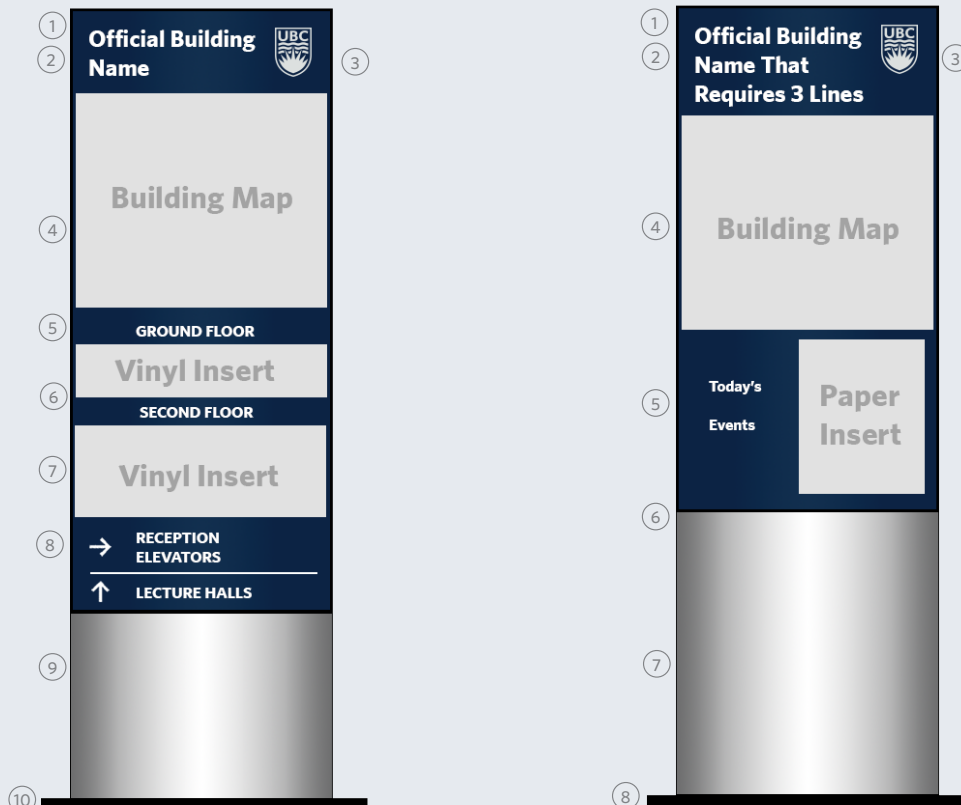 1
2
Official Building
Name
UBC
3
4
Building Map
5
GROUND FLOOR
Vinyl Insert
6
SECOND FLOOR
7
Vinyl Insert
8
→ RECEPTION
ELEVATORS
↑ LECTURE HALLS
9
10
1
2
Official Building
Name That
Requires 3 Lines
UBC
3
4
Building Map
5
Today's
Events
Paper
Insert
6
7
8